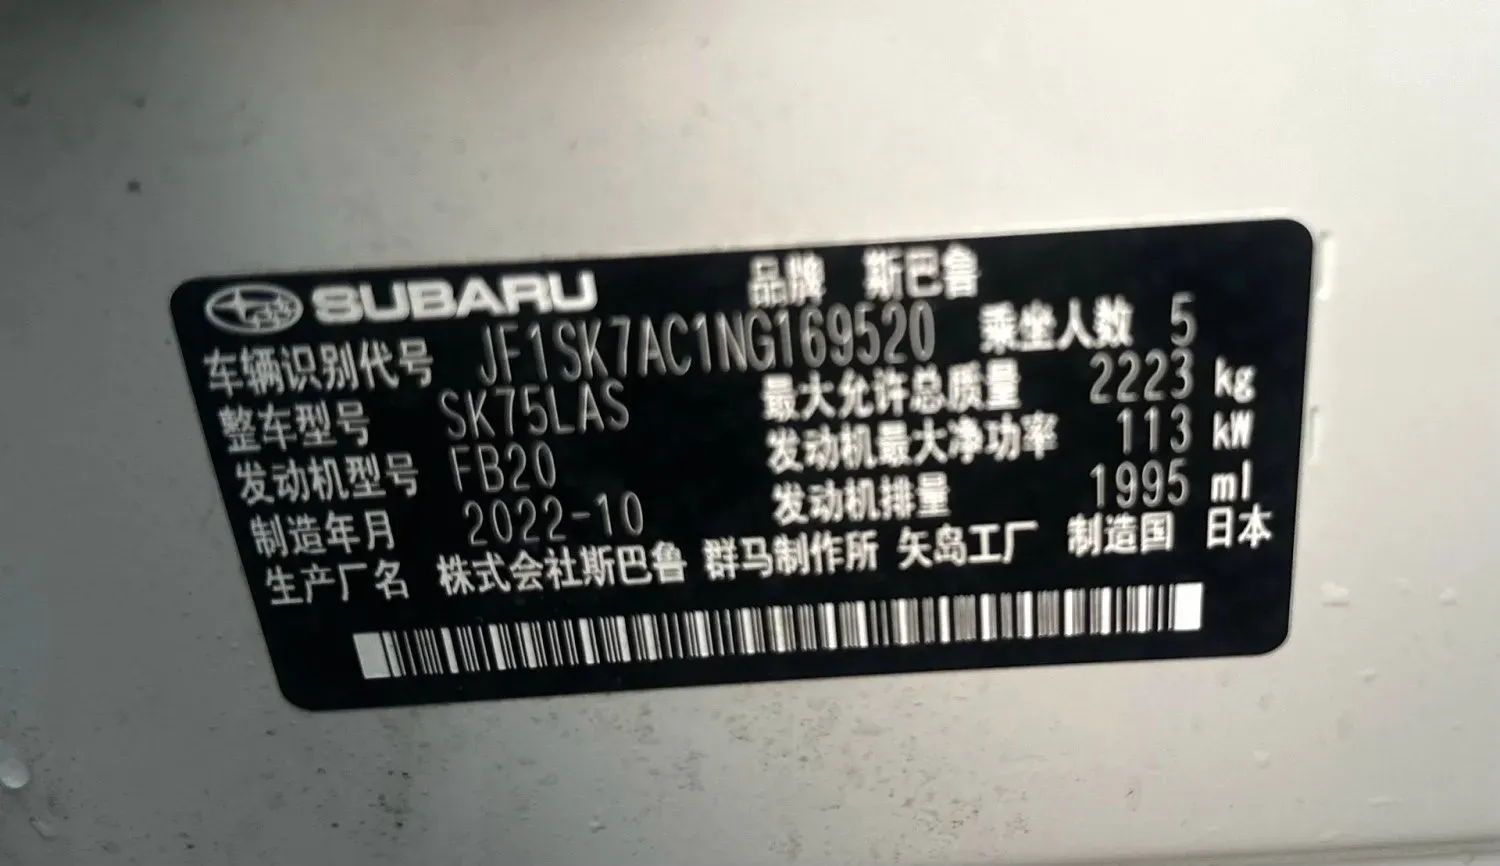 SUBARU 品牌 斯巴鲁
车辆识别代号 JF1SK7AC1NG169520 乘坐人数 5
整车型号 SK75LAS 最大允许总质量 2223 kg
发动机型号 FB20 发动机最大净功率 113 kW
制造年月 2022-10 发动机排量 1995 ml
生产厂名 株式会社斯巴鲁 群马制作所 矢岛工厂 制造国 日本